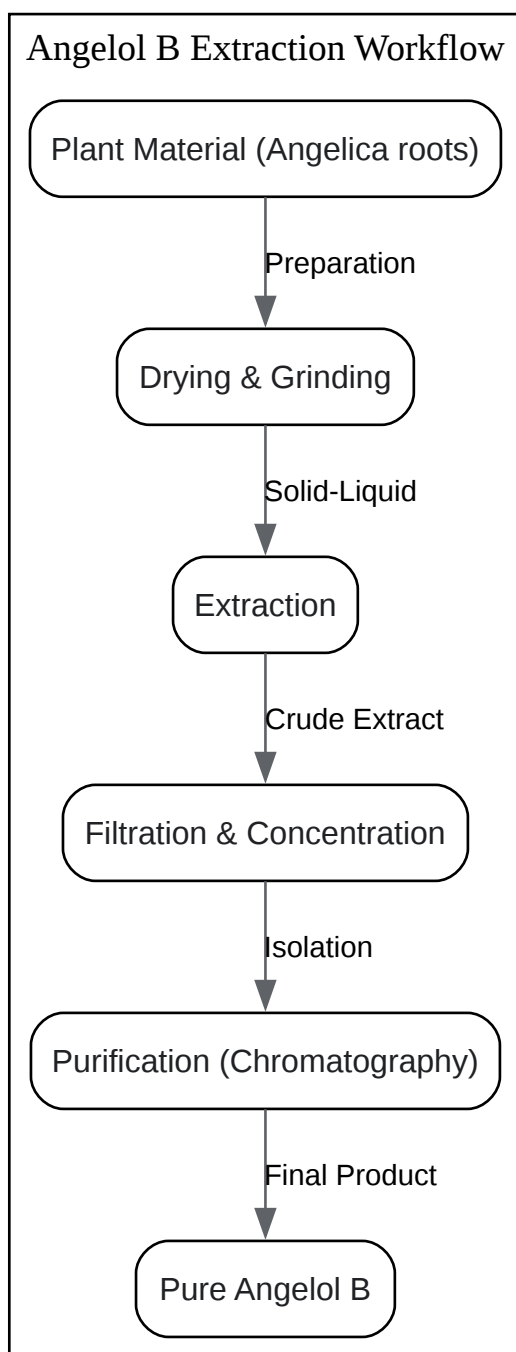 Angelol B Extraction Workflow
Plant Material (Angelica roots)
Preparation
Drying & Grinding
Solid-Liquid
Extraction
Crude Extract
Filtration & Concentration
Isolation
Purification (Chromatography)
Final Product
Pure Angelol B